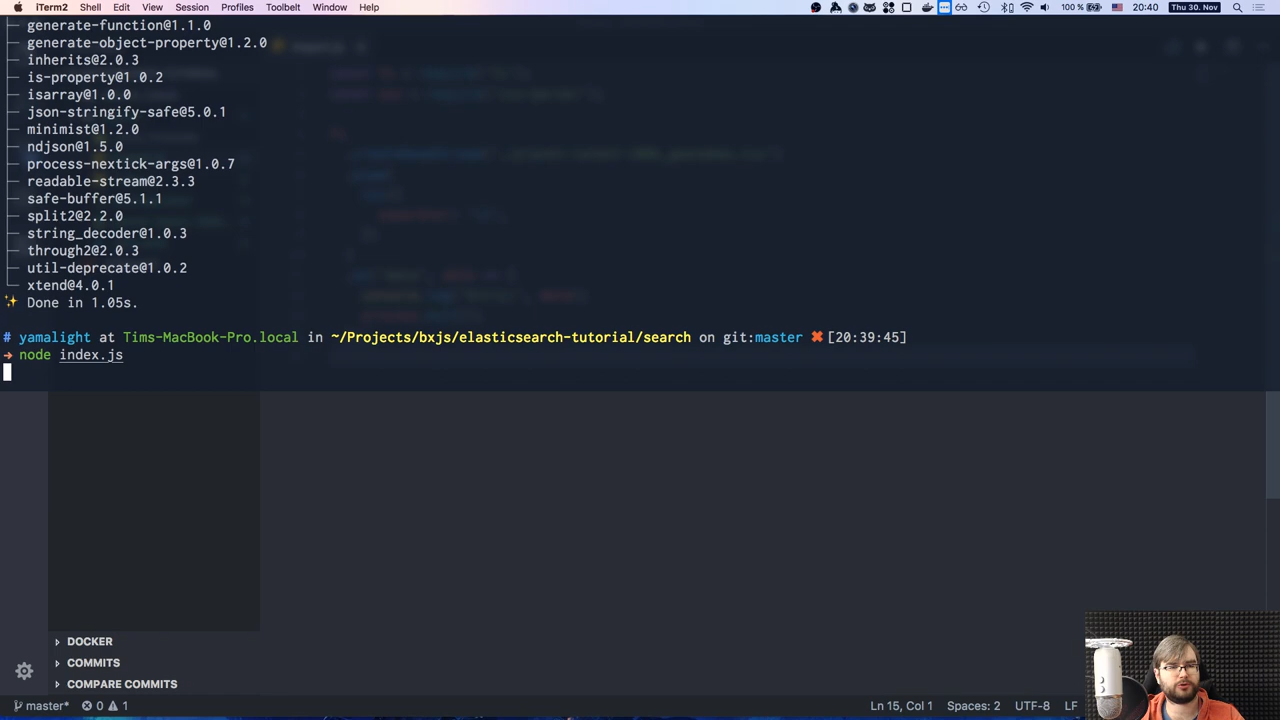 iTerm2 Shell Edit View Session Profiles Toolbelt Window Help 100 % 20:40 Thu 30. Nov
├─ generate-function@1.1.0
├─ generate-object-property@1.2.0
├─ inherits@2.0.3
├─ is-property@1.0.2
├─ isarray@1.0.0
├─ json-stringify-safe@5.0.1
├─ minimist@1.2.0
├─ ndjson@1.5.0
├─ process-nextick-args@1.0.7
├─ readable-stream@2.3.3
├─ safe-buffer@5.1.1
├─ split2@2.2.0
├─ string_decoder@1.0.3
├─ through2@2.0.3
├─ util-deprecate@1.0.2
└─ xtend@4.0.1
✨ Done in 1.05s.
# yamalight at Tims-MacBook-Pro.local in ~/Projects/bxjs/elasticsearch-tutorial/search on git:master ✖ [20:39:45]
→ node index.js
DOCKER
COMMITS
COMPARE COMMITS
master* 0 1 Ln 15, Col 1 Spaces: 2 UTF-8 LF